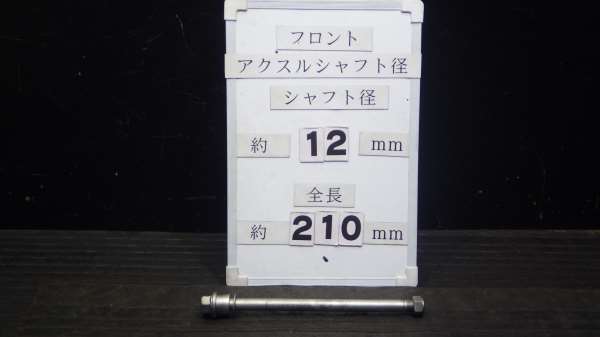 フロント
アクスルシャフト径
シャフト径
約 12 mm
全長
約 210 mm